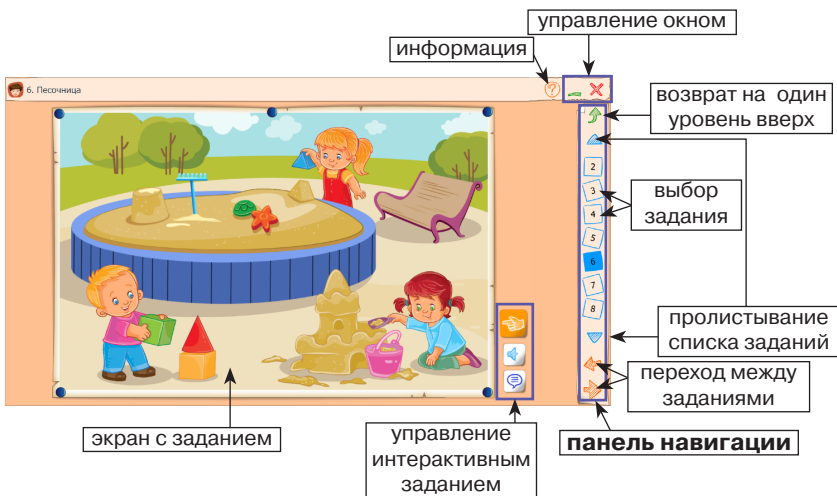 управление окном
информация
6. Песочница
?
возврат на один
уровень вверх
2
3
4
5
6
7
8
выбор
задания
пролистывание
списка заданий
переход между
заданиями
панель навигации
экран с заданием
управление
интерактивным
заданием